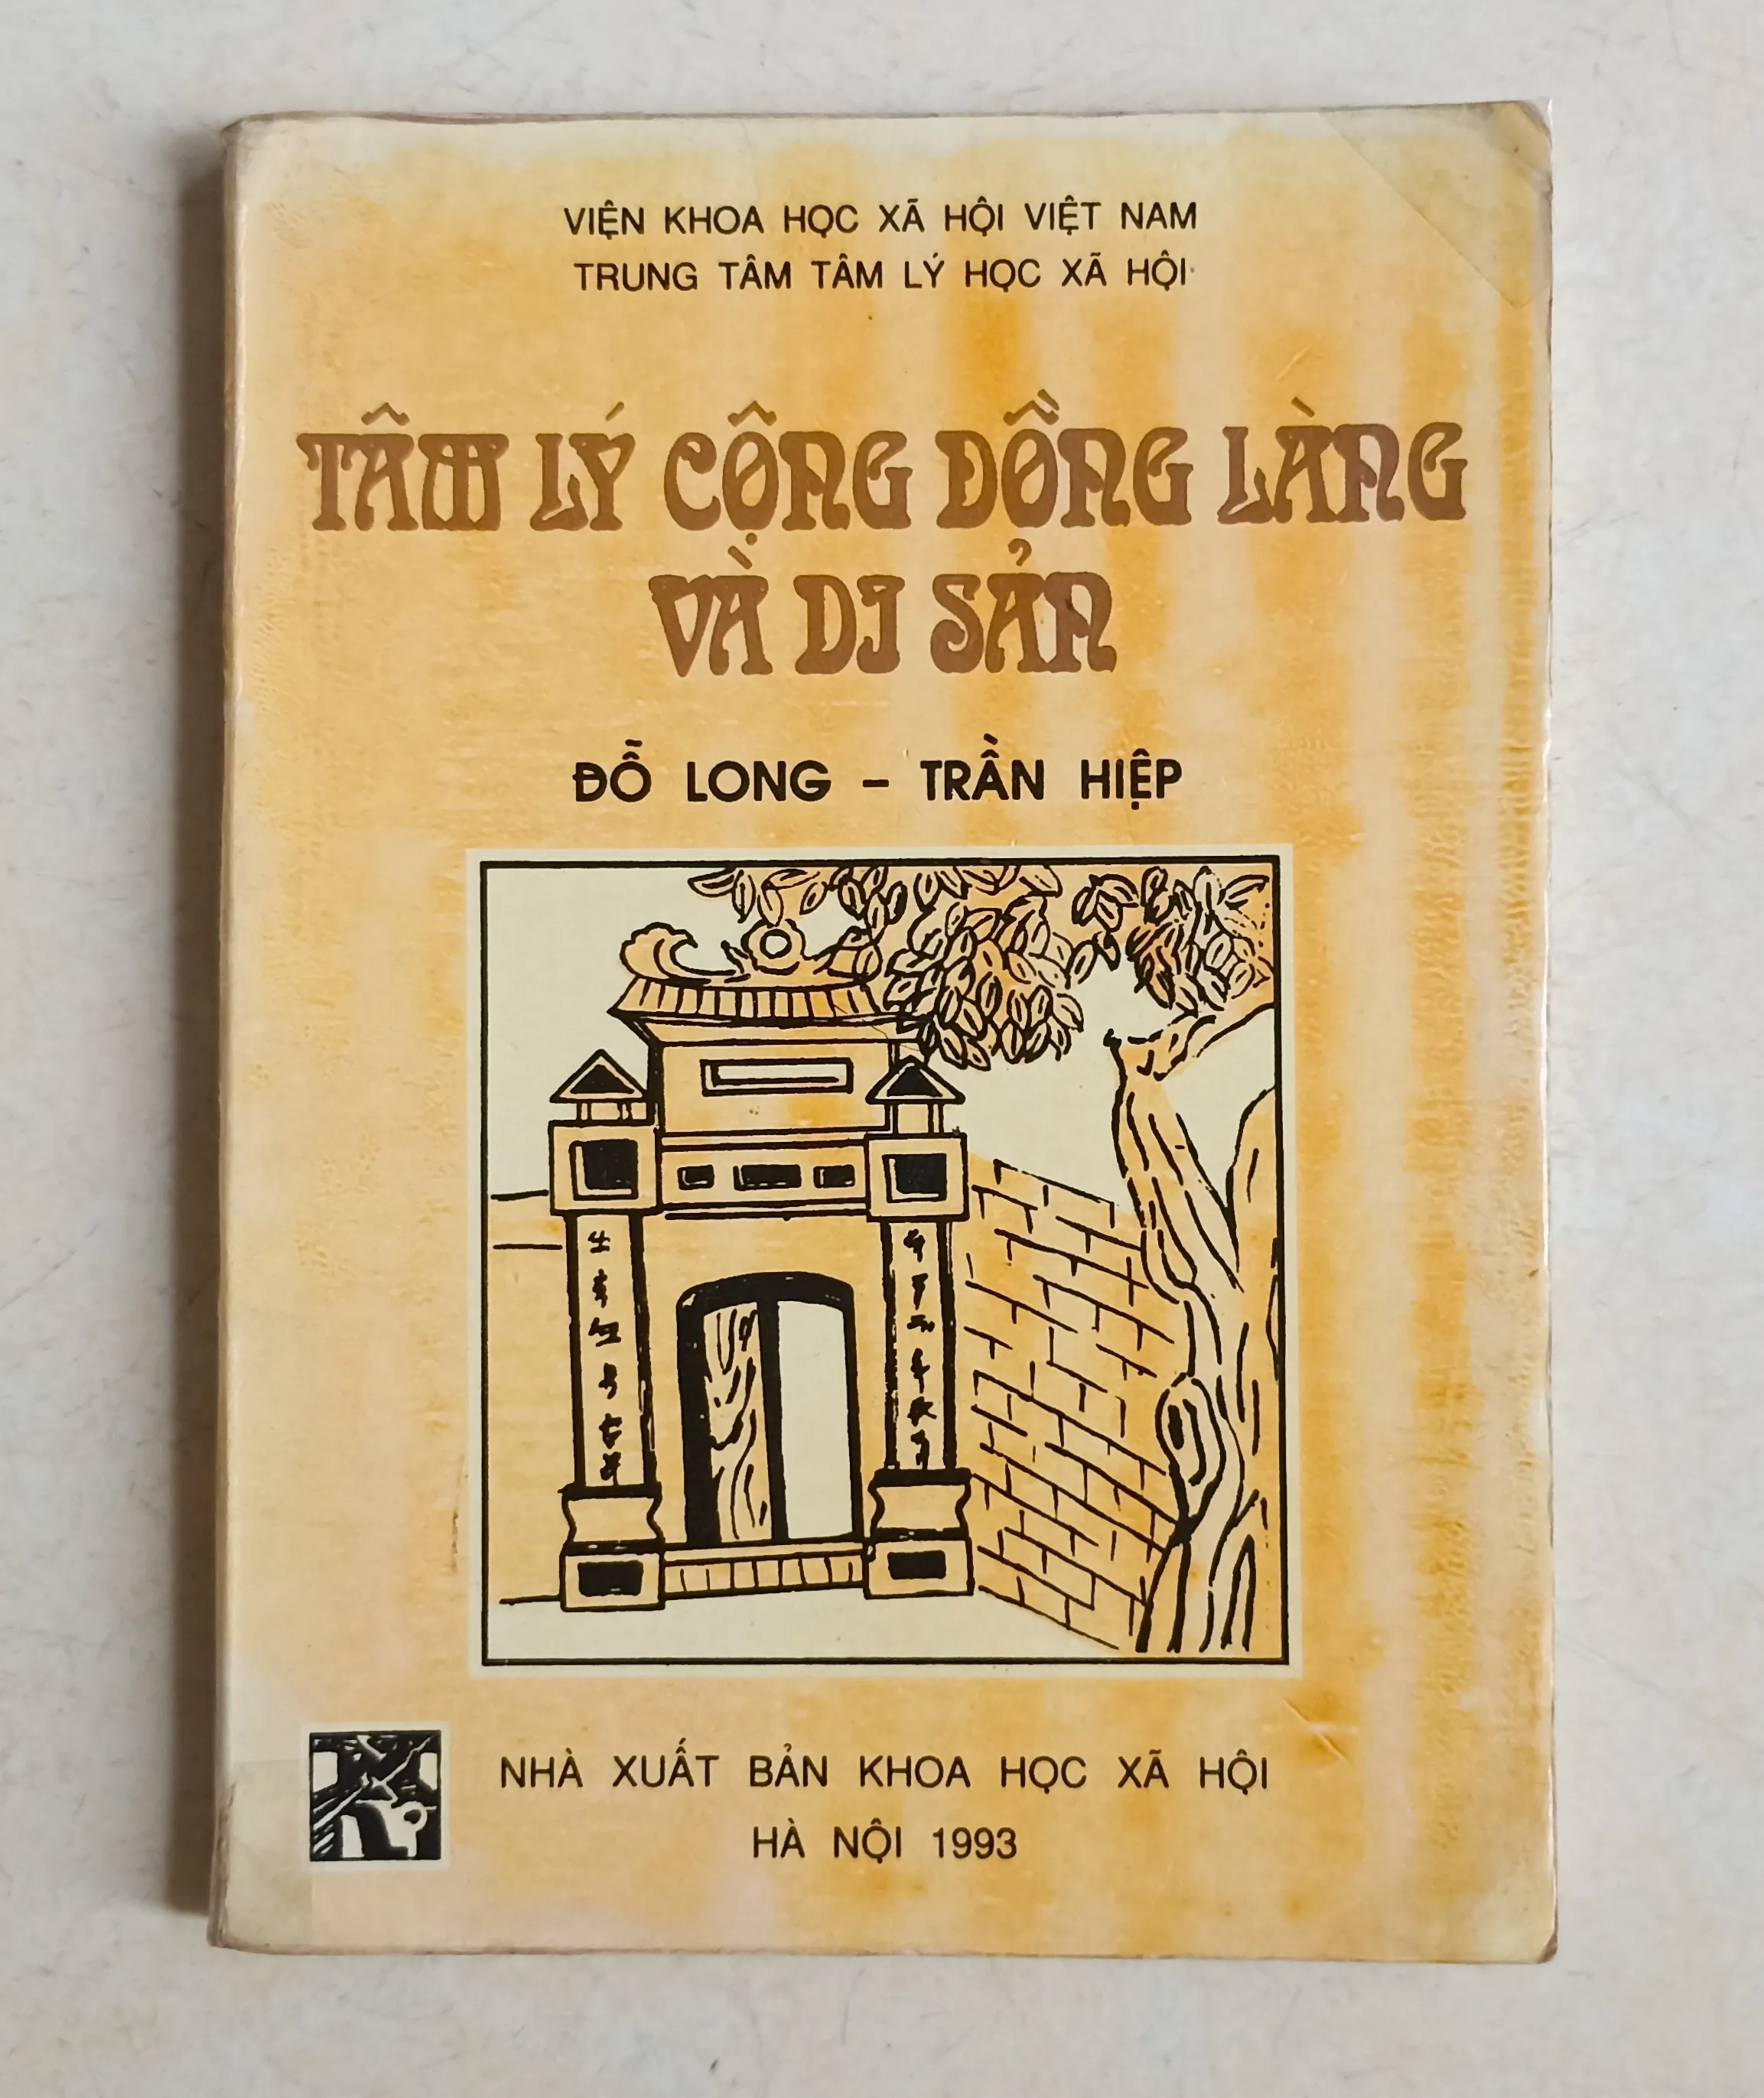 VIỆN KHOA HỌC XÃ HỘI VIỆT NAM
TRUNG TÂM TÂM LÝ HỌC XÃ HỘI
TÂM LÝ CỘNG ĐỒNG LÀNG
VÀ DI SẢN
ĐỖ LONG – TRẦN HIỆP
NHÀ XUẤT BẢN KHOA HỌC XÃ HỘI
HÀ NỘI 1993